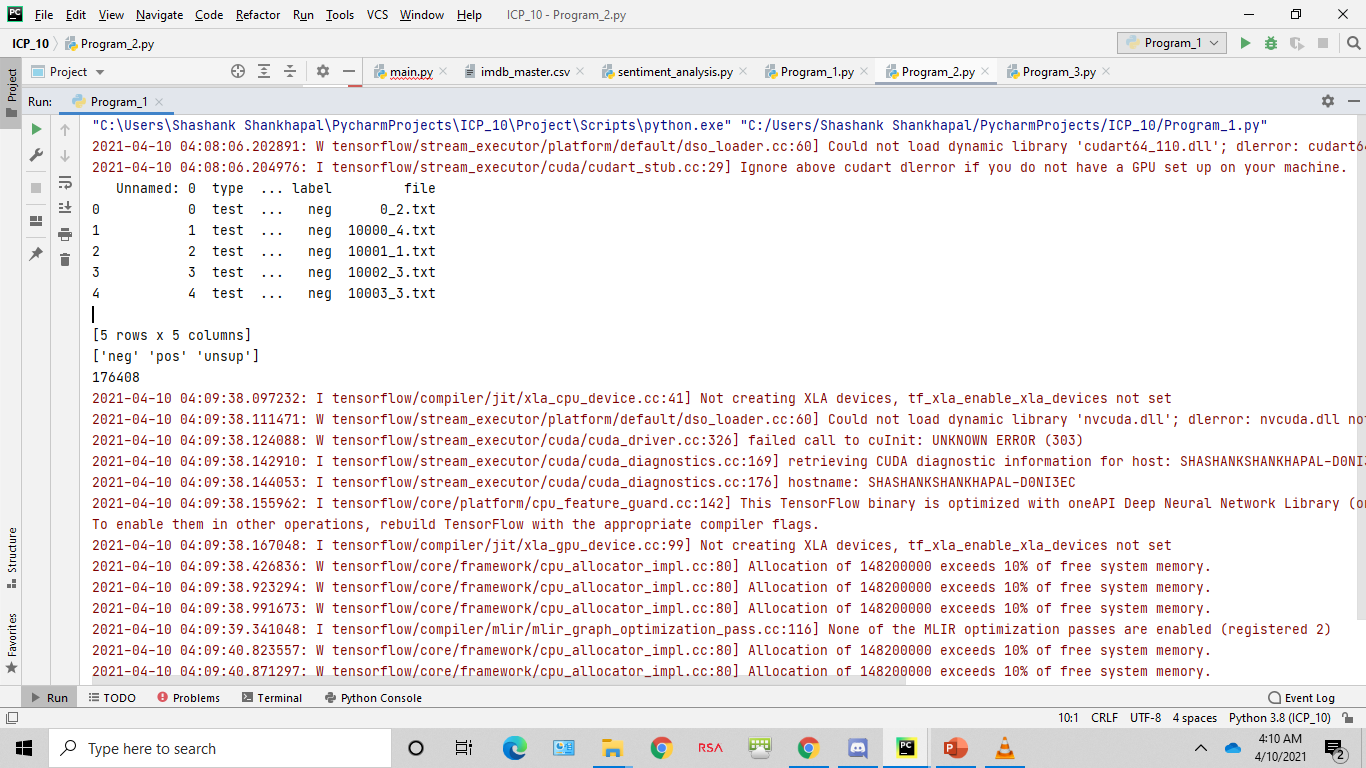 PC File Edit View Navigate Code Refactor Run Tools VCS Window Help ICP_10 - Program_2.py
ICP_10 Program_2.py Program_1
Project Project main.py imdb_master.csv sentiment_analysis.py Program_1.py Program_2.py Program_3.py
Run: Program_1
"C:\Users\Shashank Shankhapal\PycharmProjects\ICP_10\Project\Scripts\python.exe" "C:/Users/Shashank Shankhapal/PycharmProjects/ICP_10/Program_1.py"
2021-04-10 04:08:06.202891: W tensorflow/stream_executor/platform/default/dso_loader.cc:60] Could not load dynamic library 'cudart64_110.dll'; dlerror: cudart64
2021-04-10 04:08:06.204976: I tensorflow/stream_executor/cuda/cudart_stub.cc:29] Ignore above cudart dlerror if you do not have a GPU set up on your machine.
Unnamed: 0 type ... label file
0 0 test ... neg 0_2.txt
1 1 test ... neg 10000_4.txt
2 2 test ... neg 10001_1.txt
3 3 test ... neg 10002_3.txt
4 4 test ... neg 10003_3.txt
[5 rows x 5 columns]
['neg' 'pos' 'unsup']
176408
2021-04-10 04:09:38.097232: I tensorflow/compiler/jit/xla_cpu_device.cc:41] Not creating XLA devices, tf_xla_enable_xla_devices not set
2021-04-10 04:09:38.111471: W tensorflow/stream_executor/platform/default/dso_loader.cc:60] Could not load dynamic library 'nvcuda.dll'; dlerror: nvcuda.dll not
2021-04-10 04:09:38.124088: W tensorflow/stream_executor/cuda/cuda_driver.cc:326] failed call to cuInit: UNKNOWN ERROR (303)
2021-04-10 04:09:38.142910: I tensorflow/stream_executor/cuda/cuda_diagnostics.cc:169] retrieving CUDA diagnostic information for host: SHASHANKSHANKHAPAL-D0NI3
2021-04-10 04:09:38.144053: I tensorflow/stream_executor/cuda/cuda_diagnostics.cc:176] hostname: SHASHANKSHANKHAPAL-D0NI3EC
2021-04-10 04:09:38.155962: I tensorflow/core/platform/cpu_feature_guard.cc:142] This TensorFlow binary is optimized with oneAPI Deep Neural Network Library (on
To enable them in other operations, rebuild TensorFlow with the appropriate compiler flags.
2021-04-10 04:09:38.167048: I tensorflow/compiler/jit/xla_gpu_device.cc:99] Not creating XLA devices, tf_xla_enable_xla_devices not set
2021-04-10 04:09:38.426836: W tensorflow/core/framework/cpu_allocator_impl.cc:80] Allocation of 148200000 exceeds 10% of free system memory.
2021-04-10 04:09:38.923294: W tensorflow/core/framework/cpu_allocator_impl.cc:80] Allocation of 148200000 exceeds 10% of free system memory.
2021-04-10 04:09:38.991673: W tensorflow/core/framework/cpu_allocator_impl.cc:80] Allocation of 148200000 exceeds 10% of free system memory.
2021-04-10 04:09:39.341048: I tensorflow/compiler/mlir/mlir_graph_optimization_pass.cc:116] None of the MLIR optimization passes are enabled (registered 2)
2021-04-10 04:09:40.823557: W tensorflow/core/framework/cpu_allocator_impl.cc:80] Allocation of 148200000 exceeds 10% of free system memory.
2021-04-10 04:09:40.871297: W tensorflow/core/framework/cpu_allocator_impl.cc:80] Allocation of 148200000 exceeds 10% of free system memory.
Structure
Favorites
Run TODO Problems Terminal Python Console Event Log
10:1 CRLF UTF-8 4 spaces Python 3.8 (ICP_10)
Type here to search RSA PC 4:10 AM
4/10/2021 2